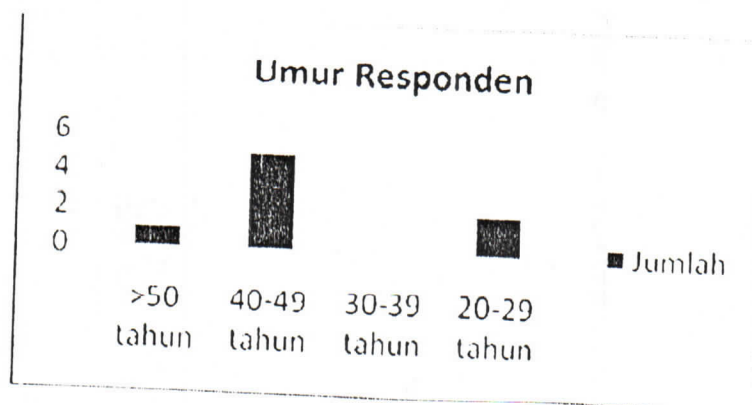 Umur Responden
6
4
2
0
>50 tahun
40-49 tahun
30-39 tahun
20-29 tahun
Jumlah